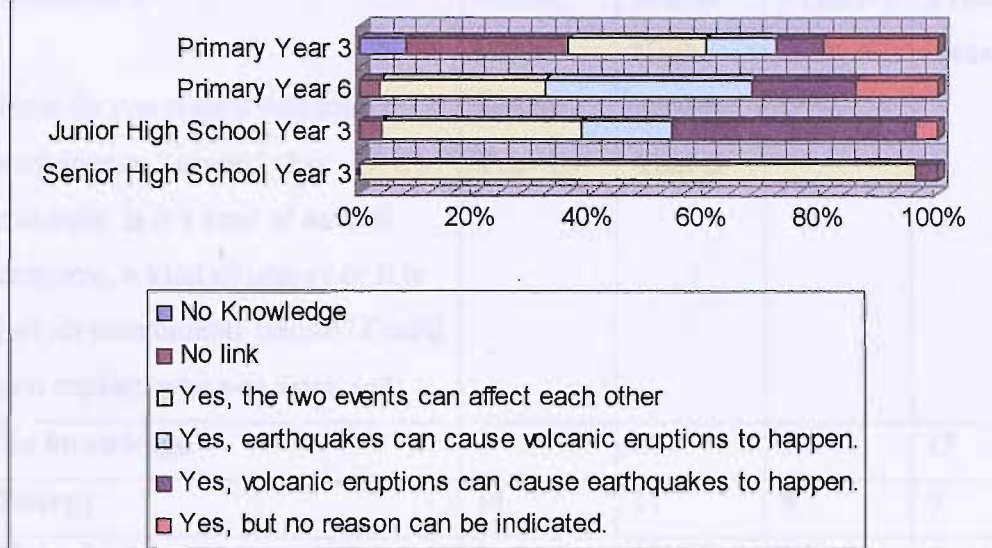 Primary Year 3
Primary Year 6
Junior High School Year 3
Senior High School Year 3
0% 20% 40% 60% 80% 100%
No Knowledge
No link
Yes, the two events can affect each other
Yes, earthquakes can cause volcanic eruptions to happen.
Yes, volcanic eruptions can cause earthquakes to happen.
Yes, but no reason can be indicated.